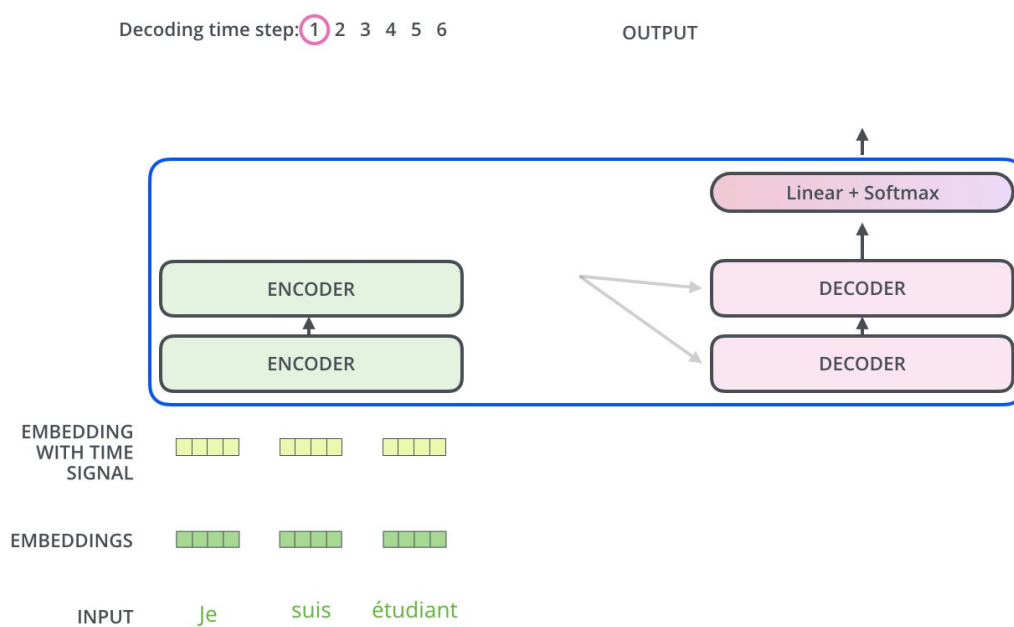 Decoding time step: 1 2 3 4 5 6
OUTPUT
Linear + Softmax
ENCODER
DECODER
ENCODER
DECODER
EMBEDDING
WITH TIME
SIGNAL
EMBEDDINGS
INPUT
Je suis étudiant